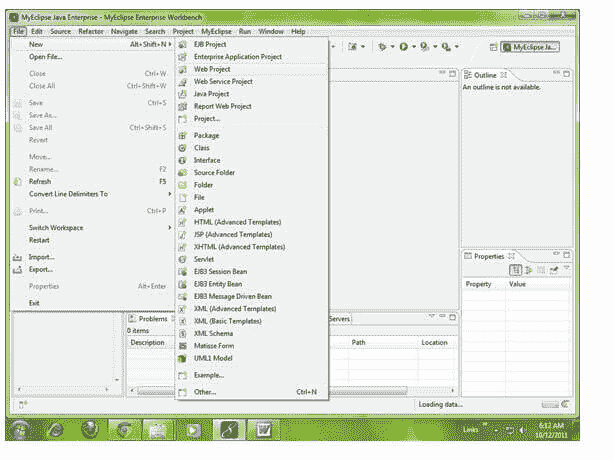 MyEclipse Java Enterprise - MyEclipse Enterprise Workbench
File Edit Source Refactor Navigate Search Project MyEclipse Run Window Help
MyEclipse Ja...
New Alt+Shift+N
Open File...
Close Ctrl+W
Close All Ctrl+Shift+W
Save Ctrl+S
Save As...
Save All Ctrl+Shift+S
Revert
Move...
Rename... F2
Refresh F5
Convert Line Delimiters To
Print... Ctrl+P
Switch Workspace
Restart
Import...
Export...
Properties Alt+Enter
Exit
EJB Project
Enterprise Application Project
Web Project
Web Service Project
Java Project
Report Web Project
Project...
Package
Class
Interface
Source Folder
Folder
File
Applet
HTML (Advanced Templates)
JSP (Advanced Templates)
XHTML (Advanced Templates)
Servlet
EJB3 Session Bean
EJB3 Entity Bean
EJB3 Message Driven Bean
XML (Advanced Templates)
XML (Basic Templates)
XML Schema
Matisse Form
UML1 Model
Example...
Other... Ctrl+N
Outline
An outline is not available.
Properties
Property Value
Problems
Servers
0 items
Description Path Location
Loading data...
Links
6:12 AM
10/12/2011